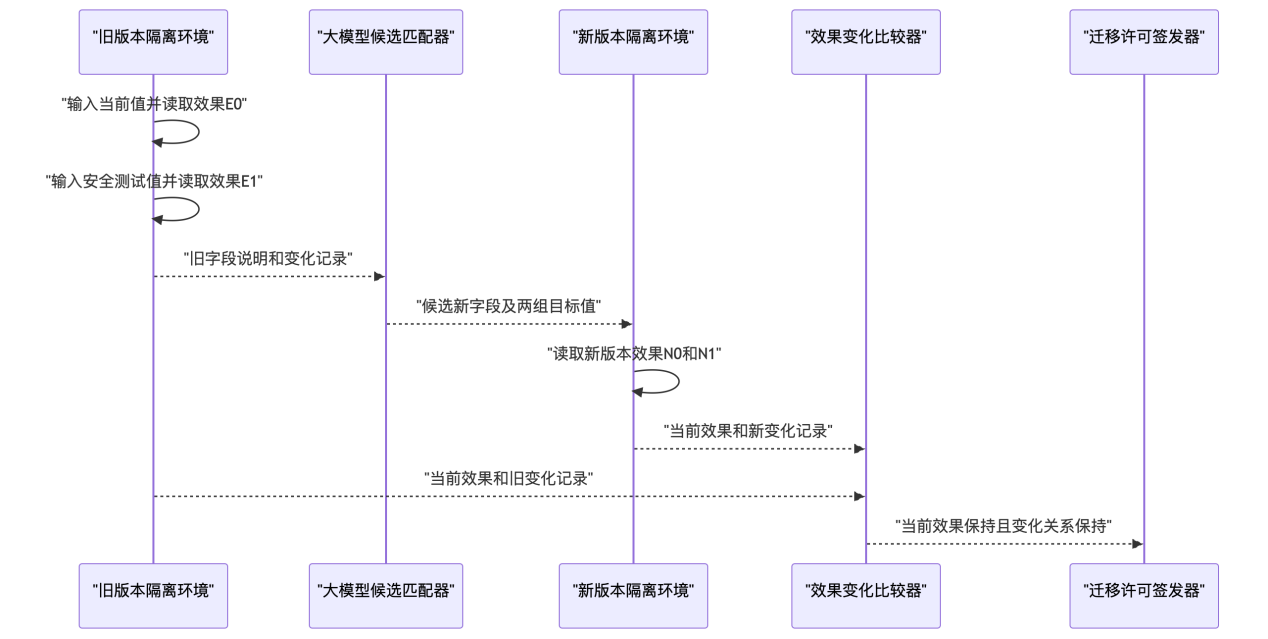 "旧版本隔离环境"
"大模型候选匹配器"
"新版本隔离环境"
"效果变化比较器"
"迁移许可签发器"
"输入当前值并读取效果E0"
"输入安全测试值并读取效果E1"
"旧字段说明和变化记录"
"候选新字段及两组目标值"
"读取新版本效果N0和N1"
"当前效果和新变化记录"
"当前效果和旧变化记录"
"当前效果保持且变化关系保持"
"旧版本隔离环境"
"大模型候选匹配器"
"新版本隔离环境"
"效果变化比较器"
"迁移许可签发器"